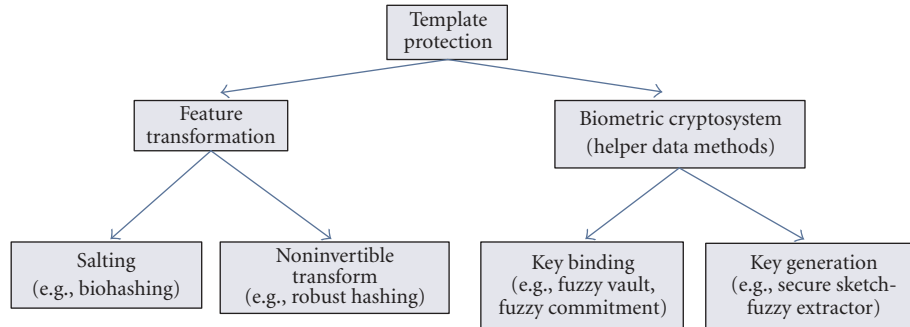 Template
protection
Feature
transformation
Biometric cryptosystem
(helper data methods)
Salting
(e.g., biohashing)
Noninvertible
transform
(e.g., robust hashing)
Key binding
(e.g., fuzzy vault,
fuzzy commitment)
Key generation
(e.g., secure sketch-
fuzzy extractor)